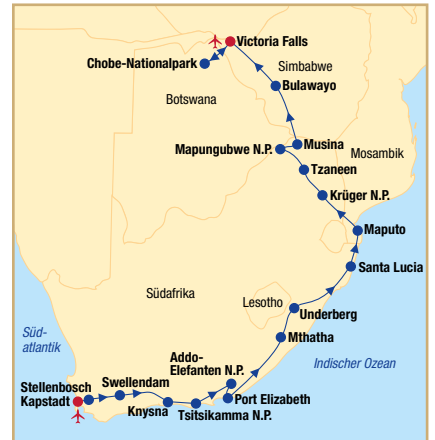 Victoria Falls
Chobe-Nationalpark
Simbabwe
Bulawayo
Botswana
Musina
Mapungubwe N.P.
Mosambik
Tzaneen
Krüger N.P.
Maputo
Santa Lucia
Südafrika
Lesotho
Underberg
Mthatha
Süd-
atlantik
Addo-
Elefanten N.P.
Indischer Ozean
Stellenbosch
Swellendam
Kapstadt
Port Elizabeth
Knysna
Tsitsikamma N.P.